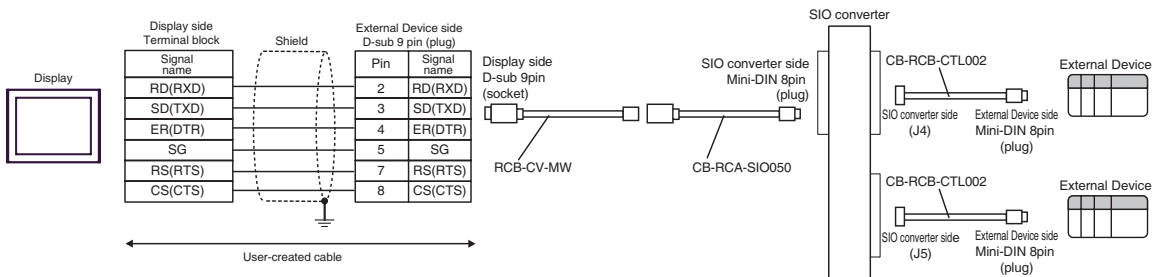 Display
Display side
Terminal block
Shield
External Device side
D-sub 9 pin (plug)
Signal
name
Pin
Signal
name
RD(RXD)
2
RD(RXD)
SD(TXD)
3
SD(TXD)
ER(DTR)
4
ER(DTR)
SG
5
SG
RS(RTS)
7
RS(RTS)
CS(CTS)
8
CS(CTS)
User-created cable
Display side
D-sub 9pin
(socket)
RCB-CV-MW
SIO converter side
Mini-DIN 8pin
(plug)
CB-RCA-SIO050
SIO converter
CB-RCB-CTL002
SIO converter side
(J4)
External Device side
Mini-DIN 8pin
(plug)
External Device
CB-RCB-CTL002
SIO converter side
(J5)
External Device side
Mini-DIN 8pin
(plug)
External Device